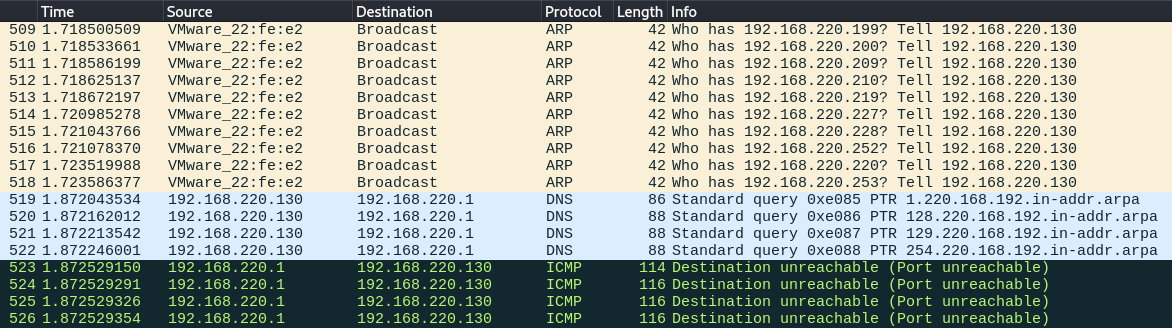 Time Source Destination Protocol Length Info
509 1.718500509 VMware_22:fe:e2 Broadcast ARP 42 Who has 192.168.220.199? Tell 192.168.220.130
510 1.718533661 VMware_22:fe:e2 Broadcast ARP 42 Who has 192.168.220.200? Tell 192.168.220.130
511 1.718586199 VMware_22:fe:e2 Broadcast ARP 42 Who has 192.168.220.209? Tell 192.168.220.130
512 1.718625137 VMware_22:fe:e2 Broadcast ARP 42 Who has 192.168.220.210? Tell 192.168.220.130
513 1.718672197 VMware_22:fe:e2 Broadcast ARP 42 Who has 192.168.220.219? Tell 192.168.220.130
514 1.720985278 VMware_22:fe:e2 Broadcast ARP 42 Who has 192.168.220.227? Tell 192.168.220.130
515 1.721043766 VMware_22:fe:e2 Broadcast ARP 42 Who has 192.168.220.228? Tell 192.168.220.130
516 1.721078370 VMware_22:fe:e2 Broadcast ARP 42 Who has 192.168.220.252? Tell 192.168.220.130
517 1.723519988 VMware_22:fe:e2 Broadcast ARP 42 Who has 192.168.220.220? Tell 192.168.220.130
518 1.723586377 VMware_22:fe:e2 Broadcast ARP 42 Who has 192.168.220.253? Tell 192.168.220.130
519 1.872043534 192.168.220.130 192.168.220.1 DNS 86 Standard query 0xe085 PTR 1.220.168.192.in-addr.arpa
520 1.872162012 192.168.220.130 192.168.220.1 DNS 88 Standard query 0xe086 PTR 128.220.168.192.in-addr.arpa
521 1.872213542 192.168.220.130 192.168.220.1 DNS 88 Standard query 0xe087 PTR 129.220.168.192.in-addr.arpa
522 1.872246001 192.168.220.130 192.168.220.1 DNS 88 Standard query 0xe088 PTR 254.220.168.192.in-addr.arpa
523 1.872529150 192.168.220.1 192.168.220.130 ICMP 114 Destination unreachable (Port unreachable)
524 1.872529291 192.168.220.1 192.168.220.130 ICMP 116 Destination unreachable (Port unreachable)
525 1.872529326 192.168.220.1 192.168.220.130 ICMP 116 Destination unreachable (Port unreachable)
526 1.872529354 192.168.220.1 192.168.220.130 ICMP 116 Destination unreachable (Port unreachable)